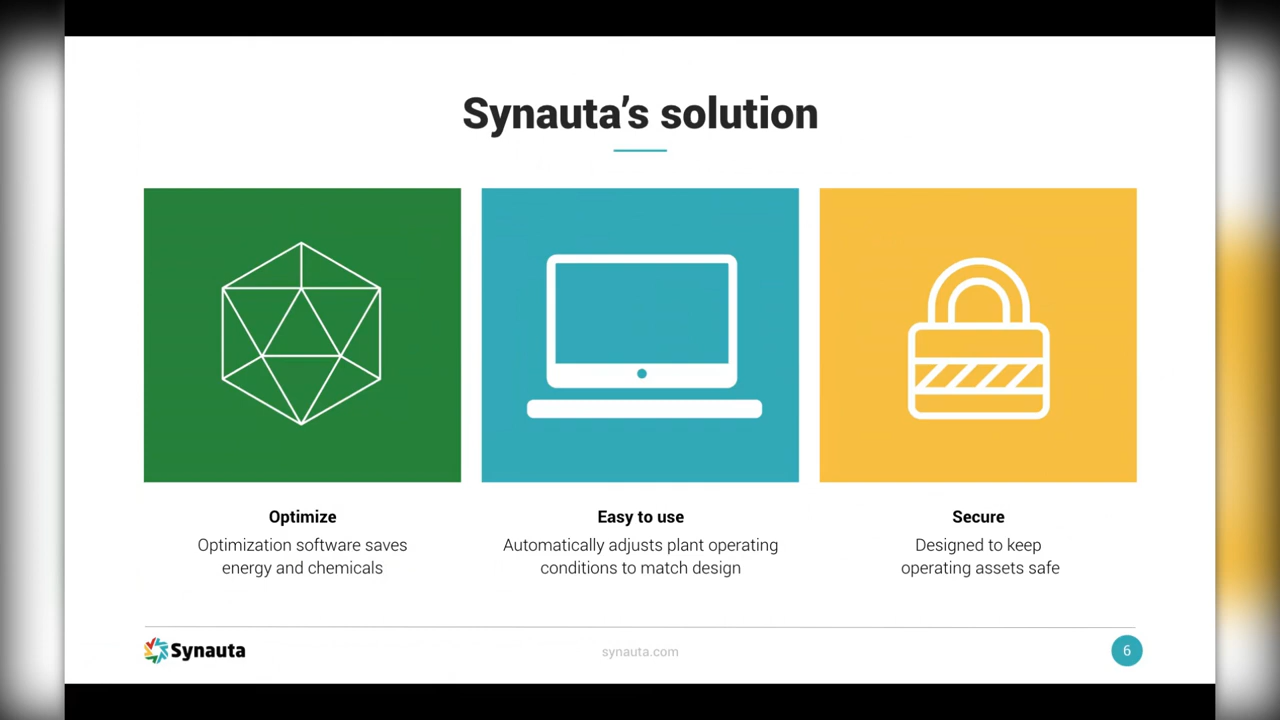 Synauta's solution
Optimize
Optimization software saves
energy and chemicals
Easy to use
Automatically adjusts plant operating
conditions to match design
Secure
Designed to keep
operating assets safe
Synauta
synauta.com
6